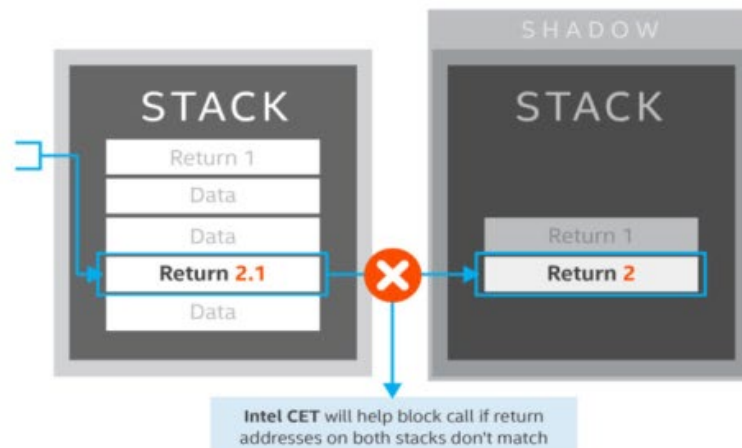 SHADOW
STACK
STACK
Return 1
Data
Data
Return 2.1
Data
Return 1
Return 2
Intel CET will help block call if return
addresses on both stacks don't match